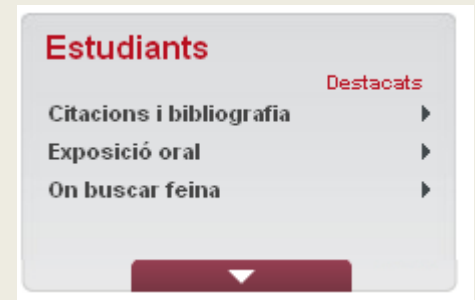 Estudiants
Destacats
Citacions i bibliografia
Exposició oral
On buscar feina